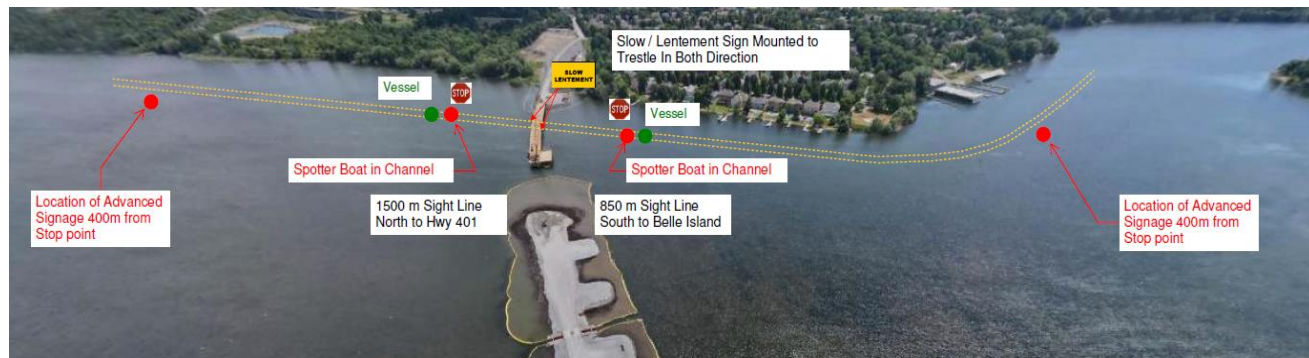 Slow / Lentement Sign Mounted to
Trestle In Both Direction
SLOW
LENTEMENT
Vessel
STOP
STOP
Vessel
Spotter Boat in Channel
Spotter Boat in Channel
Location of Advanced
Signage 400m from
Stop point
1500 m Sight Line
North to Hwy 401
850 m Sight Line
South to Belle Island
Location of Advanced
Signage 400m from
Stop point